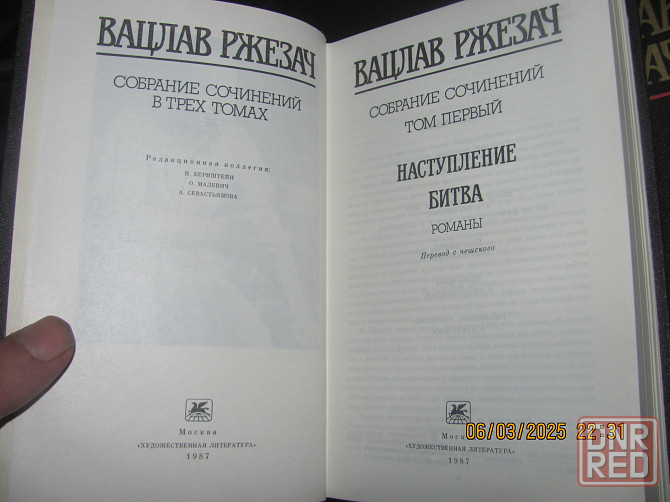 ВАЦЛАВ РЖЕЗАЧ
СОБРАНИЕ СОЧИНЕНИЙ
В ТРЕХ ТОМАХ
Редакционная коллегия:
И. БЕРНШТЕЙН
О. МАЛЕВИЧ
А. СЕВАСТЬЯНОВА
Москва
«ХУДОЖЕСТВЕННАЯ ЛИТЕРАТУРА»
1987
ВАЦЛАВ РЖЕЗАЧ
СОБРАНИЕ СОЧИНЕНИЙ
ТОМ ПЕРВЫЙ
НАСТУПЛЕНИЕ
БИТВА
РОМАНЫ
Перевод с чешского
«ХУДОЖЕСТВЕННАЯ ЛИТЕРАТУРА»
1987
06/03/2025 22:31
DNR
RED